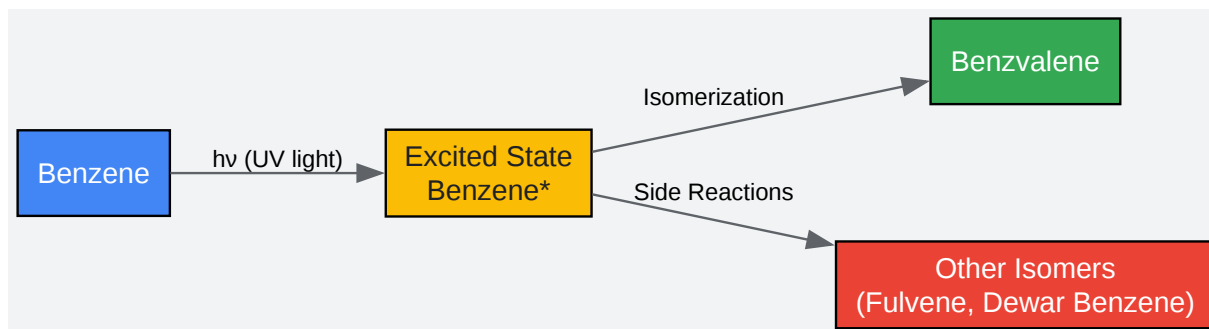 Benzene
hν (UV light)
Excited State
Benzene*
Isomerization
Benzvalene
Side Reactions
Other Isomers
(Fulvene, Dewar Benzene)